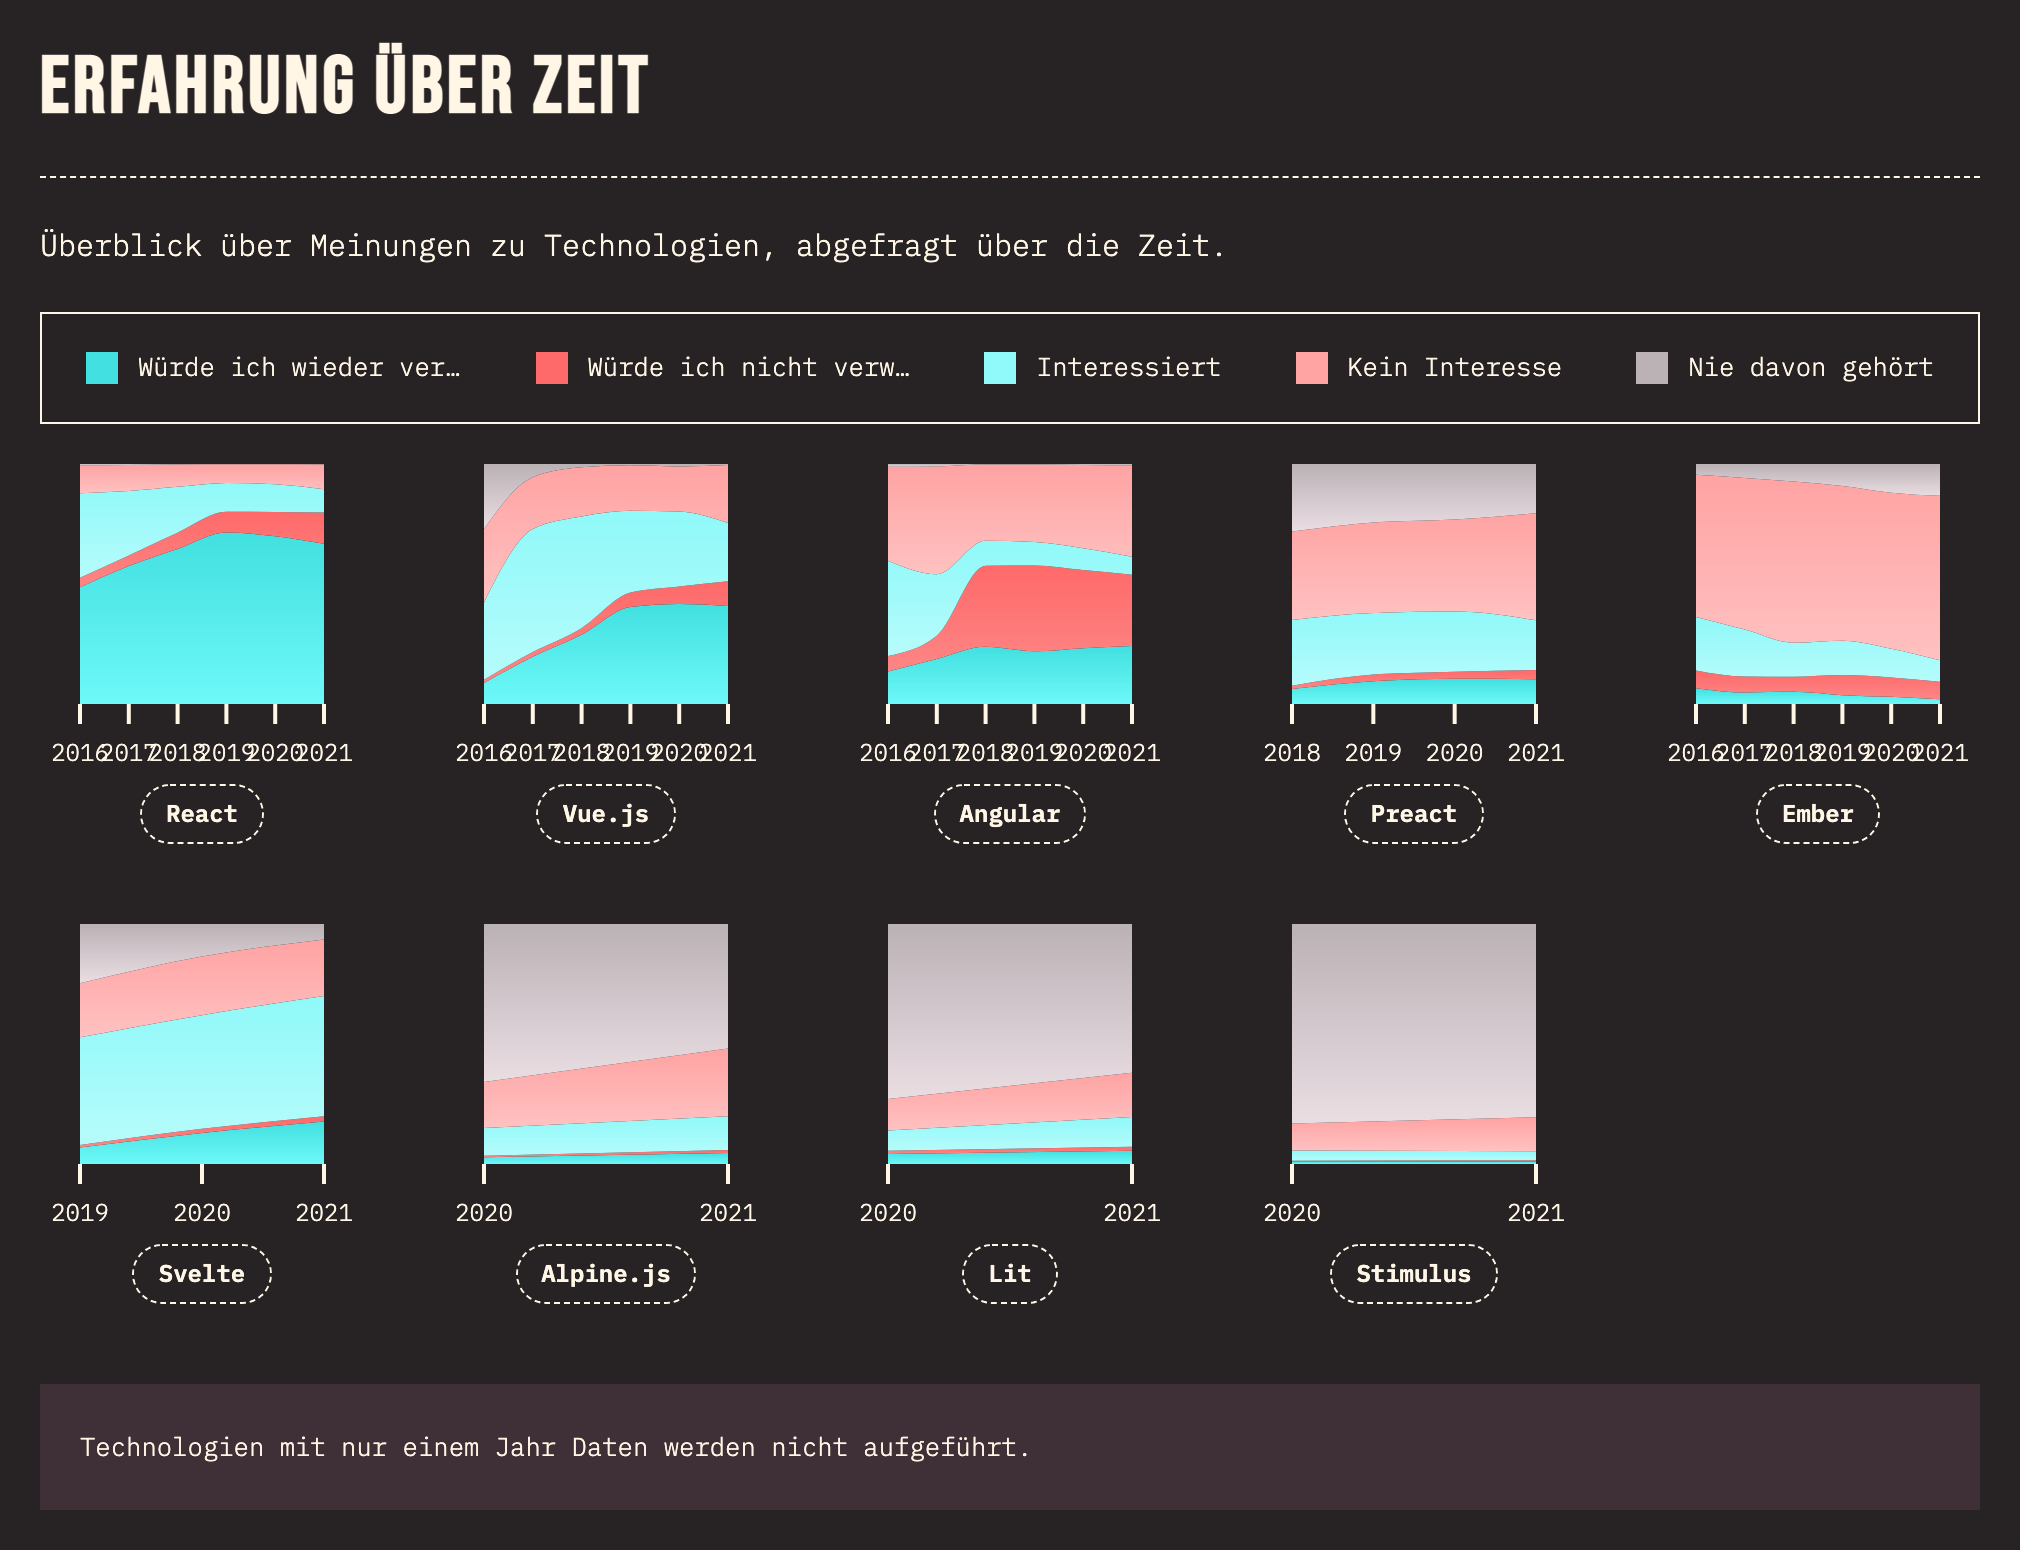 ERFAHRUNG ÜBER ZEIT
Überblick über Meinungen zu Technologien, abgefragt über die Zeit.
Würde ich wieder ver… Würde ich nicht verw… Interessiert Kein Interesse Nie davon gehört
2016 2017 2018 2019 2020 2021 2016 2017 2018 2019 2020 2021 2016 2017 2018 2019 2020 2021 2018 2019 2020 2021 2016 2017 2018 2019 2020 2021
React Vue.js Angular Preact Ember
2019 2020 2021 2020 2021 2020 2021 2020 2021
Svelte Alpine.js Lit Stimulus
Technologien mit nur einem Jahr Daten werden nicht aufgeführt.